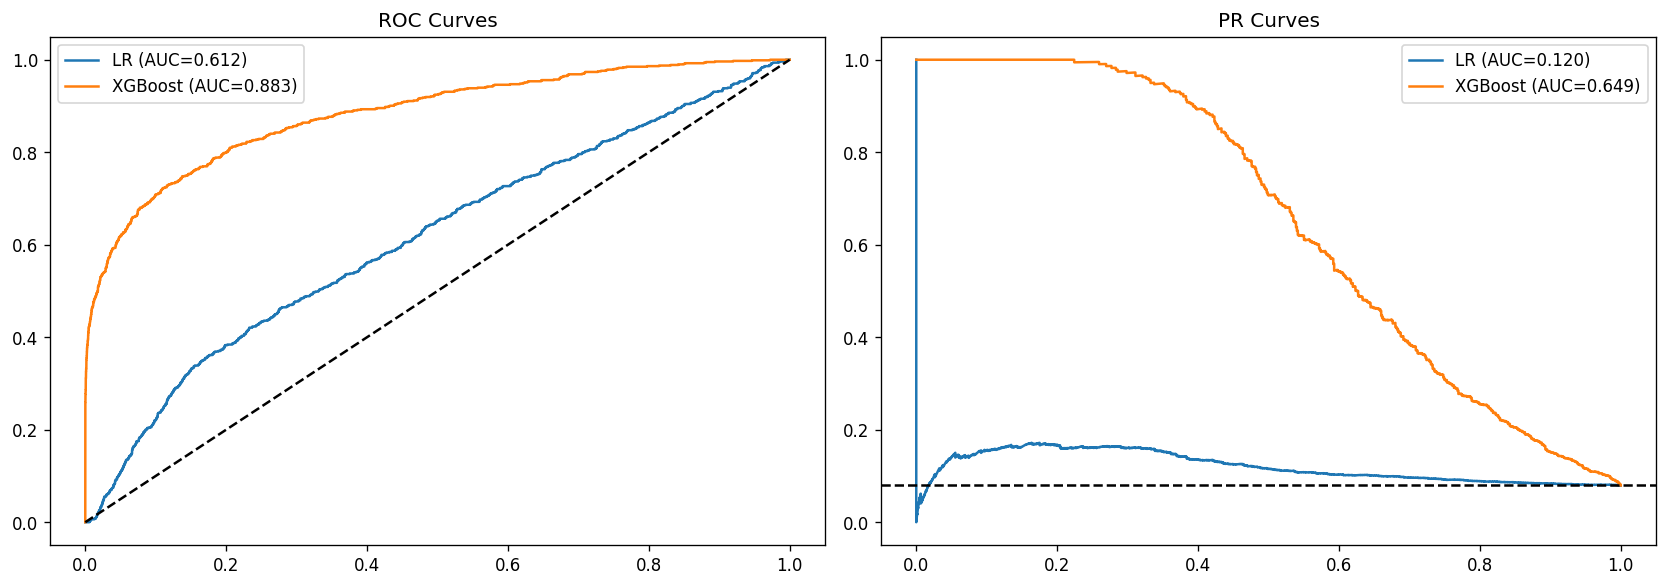 ROC Curves
LR (AUC=0.612)
XGBoost (AUC=0.883)
1.0
0.8
0.6
0.4
0.2
0.0
0.0 0.2 0.4 0.6 0.8 1.0
PR Curves
LR (AUC=0.120)
XGBoost (AUC=0.649)
1.0
0.8
0.6
0.4
0.2
0.0
0.0 0.2 0.4 0.6 0.8 1.0